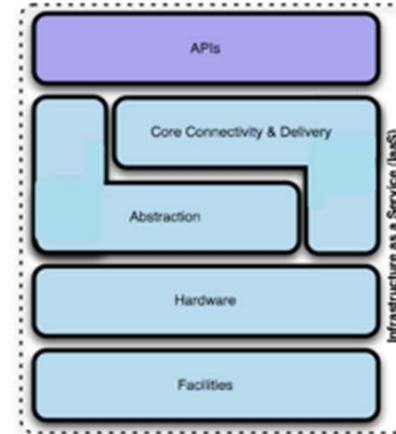 APIs
Core Connectivity & Delivery
Abstraction
Hardware
Facilities
Infrastructure as a Service (IaaS)